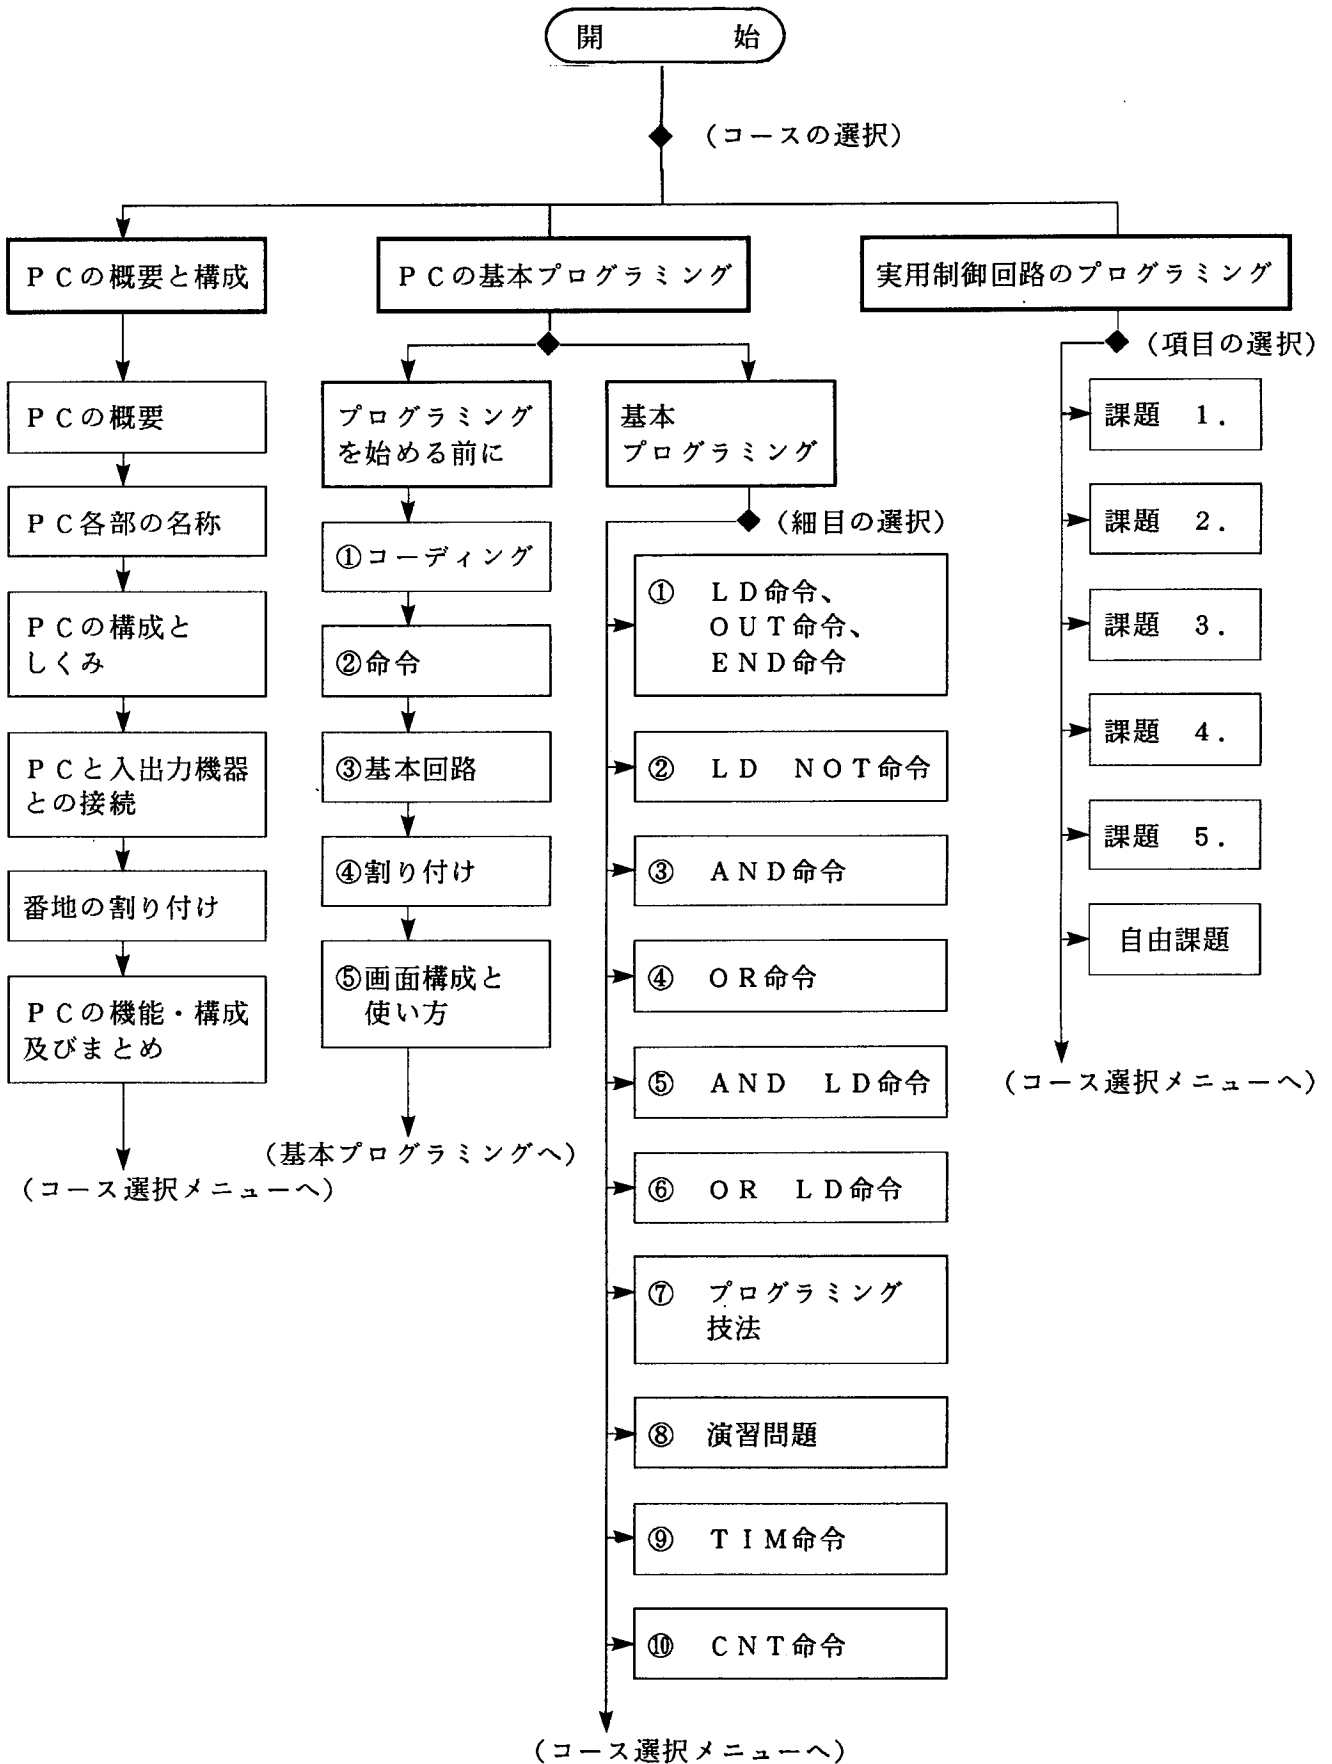 開　始
(コースの選択)
PCの概要と構成
PCの概要
PC各部の名称
PCの構成と
しくみ
PCと入出力機器
との接続
番地の割り付け
PCの機能・構成
及びまとめ
(コース選択メニューへ)
PCの基本プログラミング
プログラミング
を始める前に
①コーディング
②命令
③基本回路
④割り付け
⑤画面構成と
使い方
(基本プログラミングへ)
基本
プログラミング
(細目の選択)
①　LD命令、
OUT命令、
END命令
②　LD　NOT命令
③　AND命令
④　OR命令
⑤　AND　LD命令
⑥　OR　LD命令
⑦　プログラミング
技法
⑧　演習問題
⑨　TIM命令
⑩　CNT命令
(コース選択メニューへ)
実用制御回路のプログラミング
(項目の選択)
課題　1.
課題　2.
課題　3.
課題　4.
課題　5.
自由課題
(コース選択メニューへ)